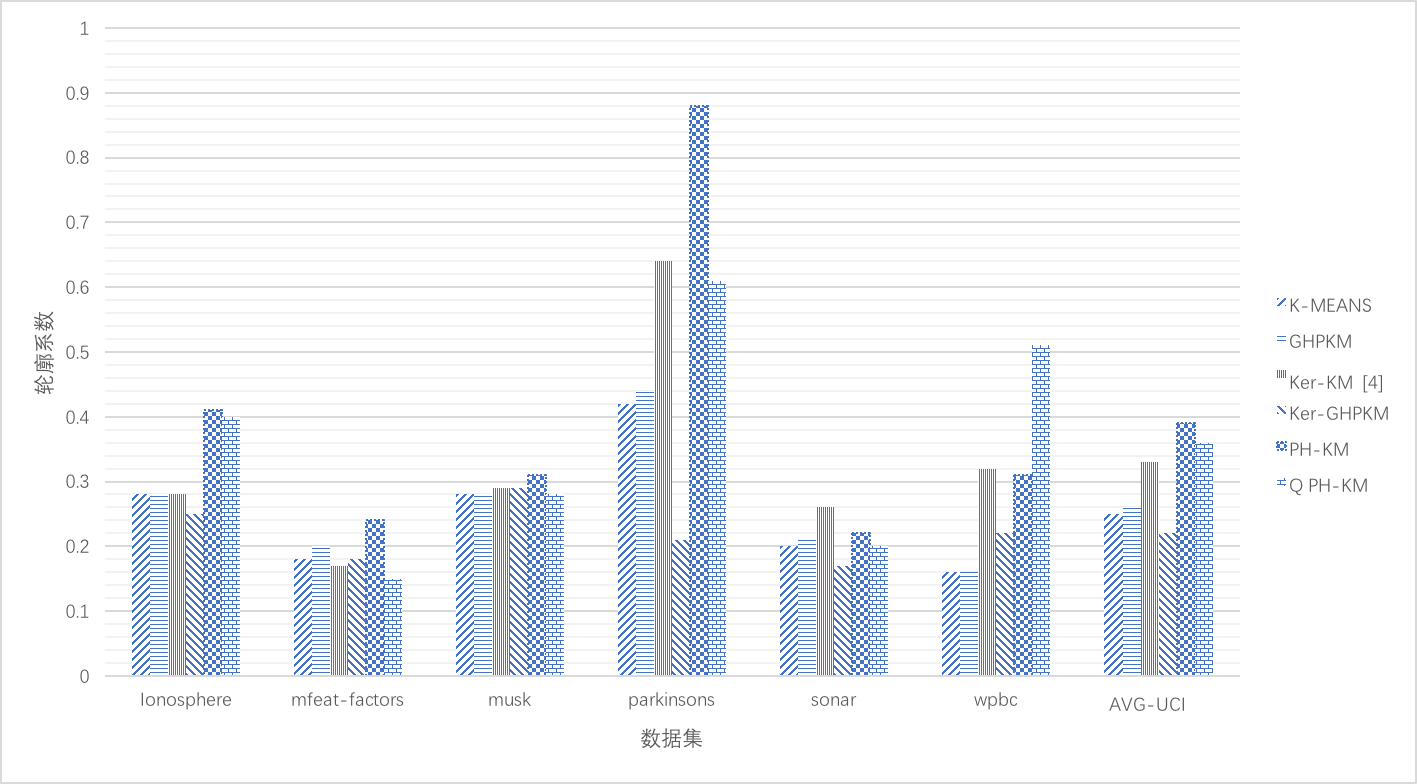 1
0.9
0.8
0.7
0.6
0.5
0.4
0.3
0.2
0.1
0
轮廓系数
Ionosphere
mfeat-factors
musk
parkinsons
sonar
wpbc
AVG-UCI
数据集
K-MEANS
GHPKM
Ker-KM [4]
Ker-GHPKM
PH-KM
Q PH-KM